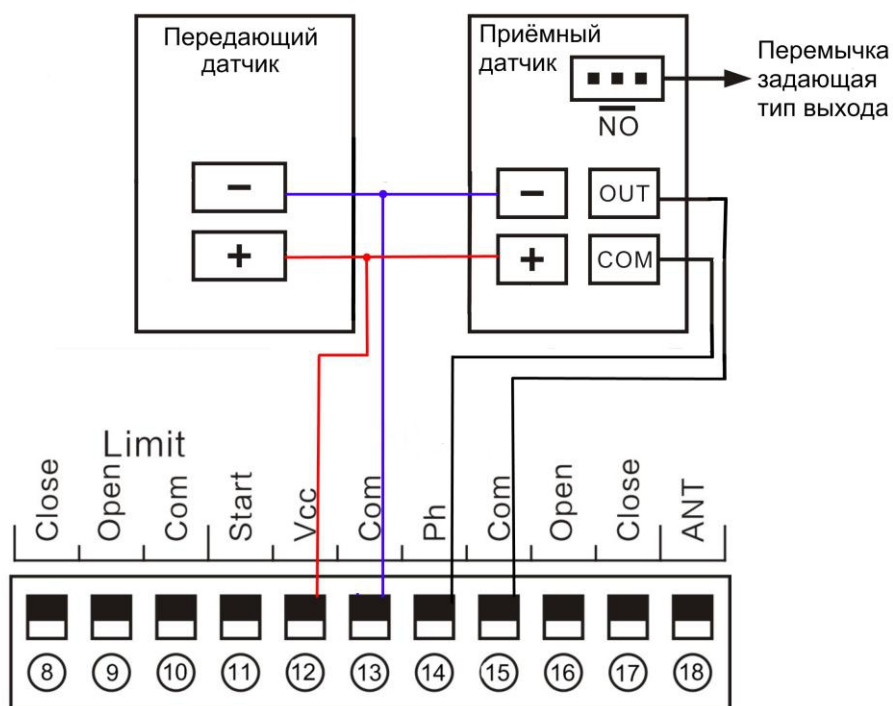 Передающий
датчик
Приёмный
датчик
Перемычка
задающая
тип выхода
NO
−
−
OUT
+
+
COM
Limit
Close
Open
Com
Start
Vcc
Com
Ph
Com
Open
Close
ANT
8 9 10 11 12 13 14 15 16 17 18